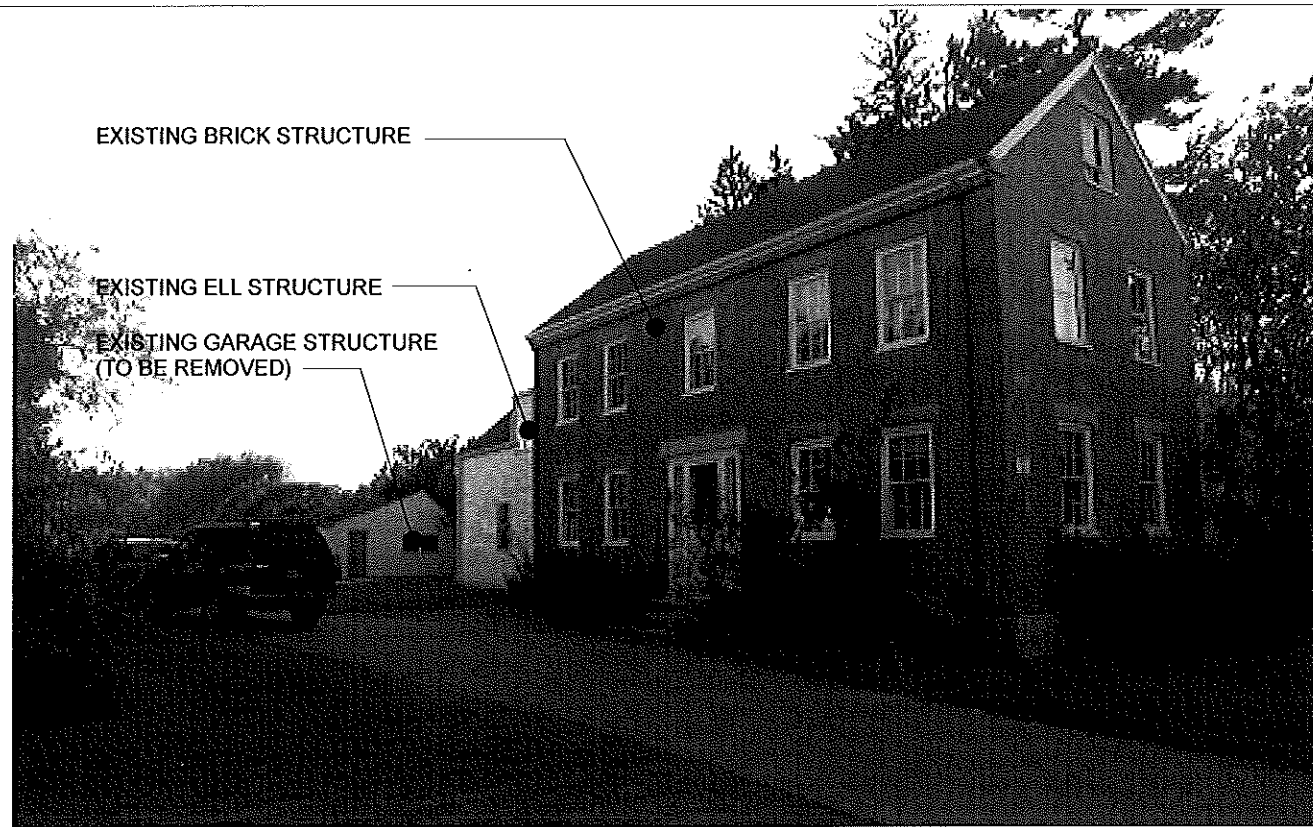 EXISTING BRICK STRUCTURE
EXISTING ELL STRUCTURE
EXISTING GARAGE STRUCTURE
(TO BE REMOVED)